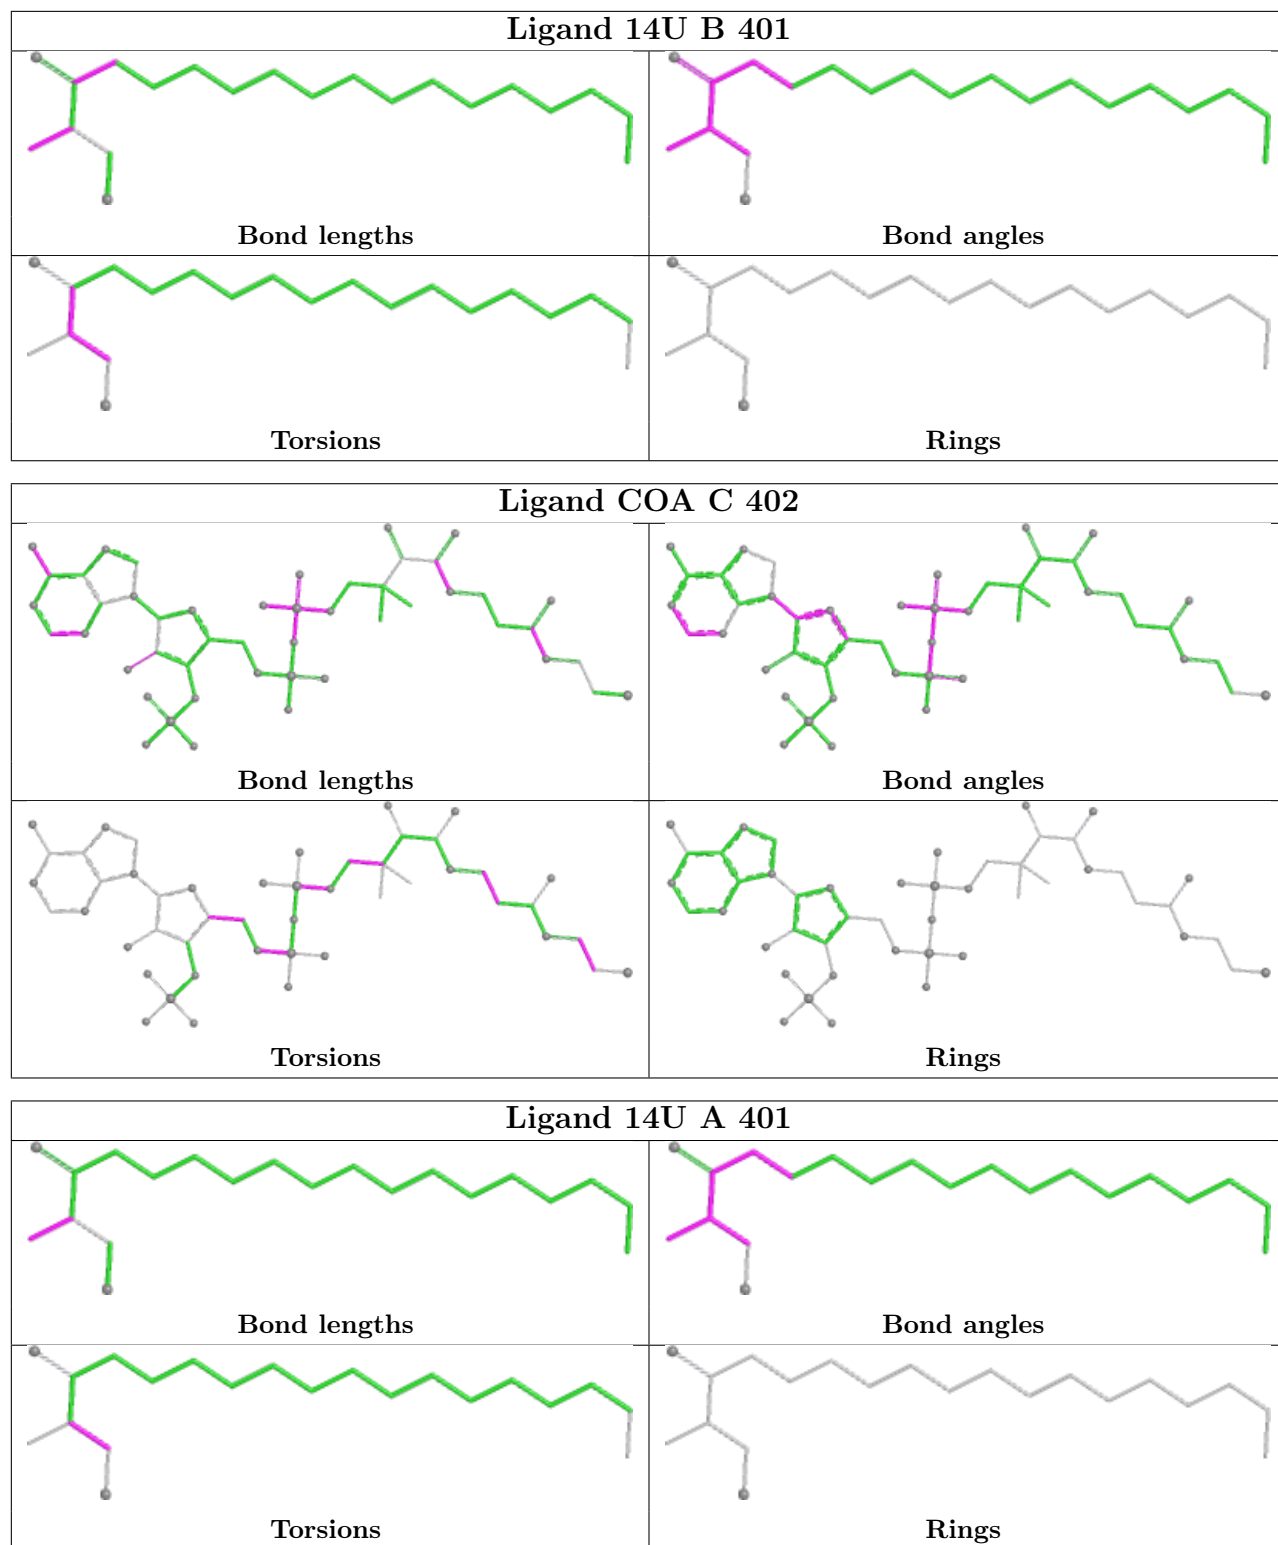 Ligand 14U B 401
Bond lengths
Bond angles
Torsions
Rings
Ligand COA C 402
Bond lengths
Bond angles
Torsions
Rings
Ligand 14U A 401
Bond lengths
Bond angles
Torsions
Rings